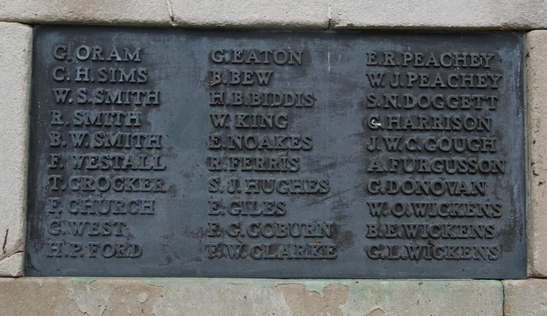 G. ORAM
C. H. SIMS
W. S. SMITH
R. SMITH
B. W. SMITH
F. WESTALL
T. CROCKER
F. CHURCH
G. WEST
H. P. FORD
G. EATON
B. BEW
H. B. BIDDIS
W. KING
E. NOAKES
R. FERRIS
S. J. HUGHES
E. GILES
F. G. COBURN
F. W. CLARKE
E. R. PEACHEY
W. J. PEACHEY
S. N. DOGGETT
G. HARRISON
J. W. C. GOUGH
A. FURGUSSON
G. DONOVAN
W. O. WICKENS
B. E. WICKENS
G. L. WICKENS